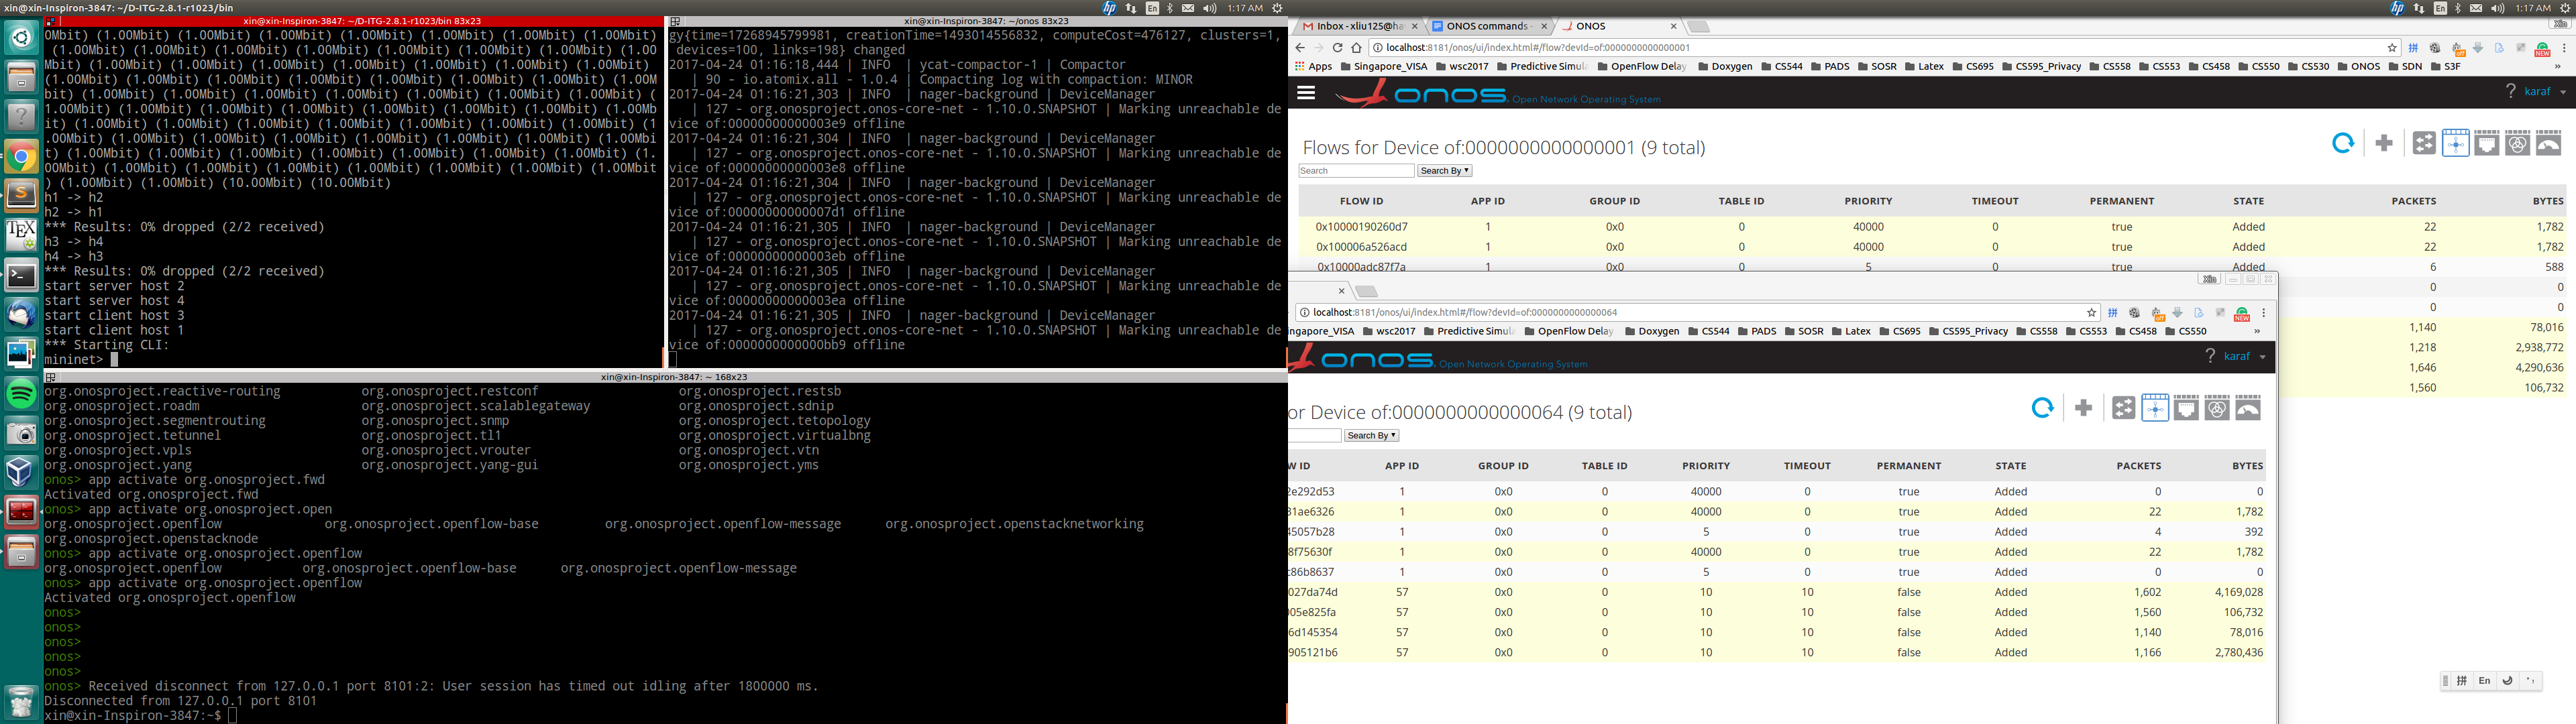 xin@xin-Inspiron-3847: ~/D-ITG-2.8.1-r1023/bin
En
1:17 AM
xin@xin-Inspiron-3847: ~/D-ITG-2.8.1-r1023/bin 83x23
0Mbit) (1.00Mbit) (1.00Mbit) (1.00Mbit) (1.00Mbit) (1.00Mbit) (1.00Mbit) (1.00Mbit)
 (1.00Mbit) (1.00Mbit) (1.00Mbit) (1.00Mbit) (1.00Mbit) (1.00Mbit) (1.00Mbit) (1.00
Mbit) (1.00Mbit) (1.00Mbit) (1.00Mbit) (1.00Mbit) (1.00Mbit) (1.00Mbit) (1.00Mbit)
(1.00Mbit) (1.00Mbit) (1.00Mbit) (1.00Mbit) (1.00Mbit) (1.00Mbit) (1.00Mbit) (1.00M
bit) (1.00Mbit) (1.00Mbit) (1.00Mbit) (1.00Mbit) (1.00Mbit) (1.00Mbit) (1.00Mbit) (
1.00Mbit) (1.00Mbit) (1.00Mbit) (1.00Mbit) (1.00Mbit) (1.00Mbit) (1.00Mbit) (1.00Mb
it) (1.00Mbit) (1.00Mbit) (1.00Mbit) (1.00Mbit) (1.00Mbit) (1.00Mbit) (1.00Mbit) (1
.00Mbit) (1.00Mbit) (1.00Mbit) (1.00Mbit) (1.00Mbit) (1.00Mbit) (1.00Mbit) (1.00Mbi
t) (1.00Mbit) (1.00Mbit) (1.00Mbit) (1.00Mbit) (1.00Mbit) (1.00Mbit) (1.00Mbit) (1.
00Mbit) (1.00Mbit) (1.00Mbit) (1.00Mbit) (1.00Mbit) (1.00Mbit) (1.00Mbit) (1.00Mbit
) (1.00Mbit) (1.00Mbit) (10.00Mbit) (10.00Mbit)
h1 -> h2
h2 -> h1
*** Results: 0% dropped (2/2 received)
h3 -> h4
h4 -> h3
*** Results: 0% dropped (2/2 received)
start server host 2
start server host 4
start client host 3
start client host 1
*** Starting CLI:
mininet>
xin@xin-Inspiron-3847: ~/onos 83x23
gy{time=17268945799981, creationTime=1493014556832, computeCost=476127, clusters=1,
 devices=100, links=198} changed
2017-04-24 01:16:18,444 | INFO  | ycat-compactor-1 | Compactor
   | 90 - io.atomix.all - 1.0.4 | Compacting log with compaction: MINOR
2017-04-24 01:16:21,303 | INFO  | nager-background | DeviceManager
   | 127 - org.onosproject.onos-core-net - 1.10.0.SNAPSHOT | Marking unreachable de
vice of:00000000000003e9 offline
2017-04-24 01:16:21,304 | INFO  | nager-background | DeviceManager
   | 127 - org.onosproject.onos-core-net - 1.10.0.SNAPSHOT | Marking unreachable de
vice of:00000000000003e8 offline
2017-04-24 01:16:21,304 | INFO  | nager-background | DeviceManager
   | 127 - org.onosproject.onos-core-net - 1.10.0.SNAPSHOT | Marking unreachable de
vice of:00000000000007d1 offline
2017-04-24 01:16:21,305 | INFO  | nager-background | DeviceManager
   | 127 - org.onosproject.onos-core-net - 1.10.0.SNAPSHOT | Marking unreachable de
vice of:00000000000003eb offline
2017-04-24 01:16:21,305 | INFO  | nager-background | DeviceManager
   | 127 - org.onosproject.onos-core-net - 1.10.0.SNAPSHOT | Marking unreachable de
vice of:00000000000003ea offline
2017-04-24 01:16:21,305 | INFO  | nager-background | DeviceManager
   | 127 - org.onosproject.onos-core-net - 1.10.0.SNAPSHOT | Marking unreachable de
vice of:0000000000000bb9 offline
xin@xin-Inspiron-3847: ~ 168x23
org.onosproject.reactive-routing org.onosproject.restconf org.onosproject.restsb
org.onosproject.roadm org.onosproject.scalablegateway org.onosproject.sdnip
org.onosproject.segmentrouting org.onosproject.snmp org.onosproject.tetopology
org.onosproject.tetunnel org.onosproject.tl1 org.onosproject.virtualbng
org.onosproject.vpls org.onosproject.vrouter org.onosproject.vtn
org.onosproject.yang org.onosproject.yang-gui org.onosproject.yms
onos> app activate org.onosproject.fwd
Activated org.onosproject.fwd
onos> app activate org.onosproject.open
org.onosproject.openflow org.onosproject.openflow-base org.onosproject.openflow-message org.onosproject.openstacknetworking
org.onosproject.openstacknode
onos> app activate org.onosproject.openflow
org.onosproject.openflow org.onosproject.openflow-base org.onosproject.openflow-message
onos> app activate org.onosproject.openflow
Activated org.onosproject.openflow
onos>
onos>
onos>
onos>
onos>
onos> Received disconnect from 127.0.0.1 port 8101:2: User session has timed out idling after 1800000 ms.
Disconnected from 127.0.0.1 port 8101
xin@xin-Inspiron-3847:~$
En 1:17 AM
Inbox - xliu125@ha ONOS commands - ONOS Xin
localhost:8181/onos/ui/index.html#/flow?devId=of:0000000000000001
Apps Singapore_VISA wsc2017 Predictive Simula OpenFlow Delay Doxygen CS544 PADS SOSR Latex CS695 CS595_Privacy CS558 CS553 CS458 CS550 CS530 ONOS SDN S3F »
onos. Open Network Operating System ? karaf
Flows for Device of:0000000000000001 (9 total)
Search Search By
FLOW ID APP ID GROUP ID TABLE ID PRIORITY TIMEOUT PERMANENT STATE PACKETS BYTES
0x10000190260d7 1 0x0 0 40000 0 true Added 22 1,782
0x100006a526acd 1 0x0 0 40000 0 true Added 22 1,782
0x10000adc87f7a 1 0x0 0 5 0 true Added 6 588
0 0
0 0
1,140 78,016
1,218 2,938,772
1,646 4,290,636
1,560 106,732
Xin
localhost:8181/onos/ui/index.html#/flow?devId=of:0000000000000064
ingapore_VISA wsc2017 Predictive Simula OpenFlow Delay Doxygen CS544 PADS SOSR Latex CS695 CS595_Privacy CS558 CS553 CS458 CS550 »
onos. Open Network Operating System ? karaf
or Device of:0000000000000064 (9 total)
Search By
W ID APP ID GROUP ID TABLE ID PRIORITY TIMEOUT PERMANENT STATE PACKETS BYTES
2e292d53 1 0x0 0 40000 0 true Added 0 0
31ae6326 1 0x0 0 40000 0 true Added 22 1,782
45057b28 1 0x0 0 5 0 true Added 4 392
8f75630f 1 0x0 0 40000 0 true Added 22 1,782
c86b8637 1 0x0 0 5 0 true Added 0 0
027da74d 57 0x0 0 10 10 false Added 1,602 4,169,028
005e825fa 57 0x0 0 10 10 false Added 1,560 106,732
6d145354 57 0x0 0 10 10 false Added 1,140 78,016
905121b6 57 0x0 0 10 10 false Added 1,166 2,780,436
拼 En